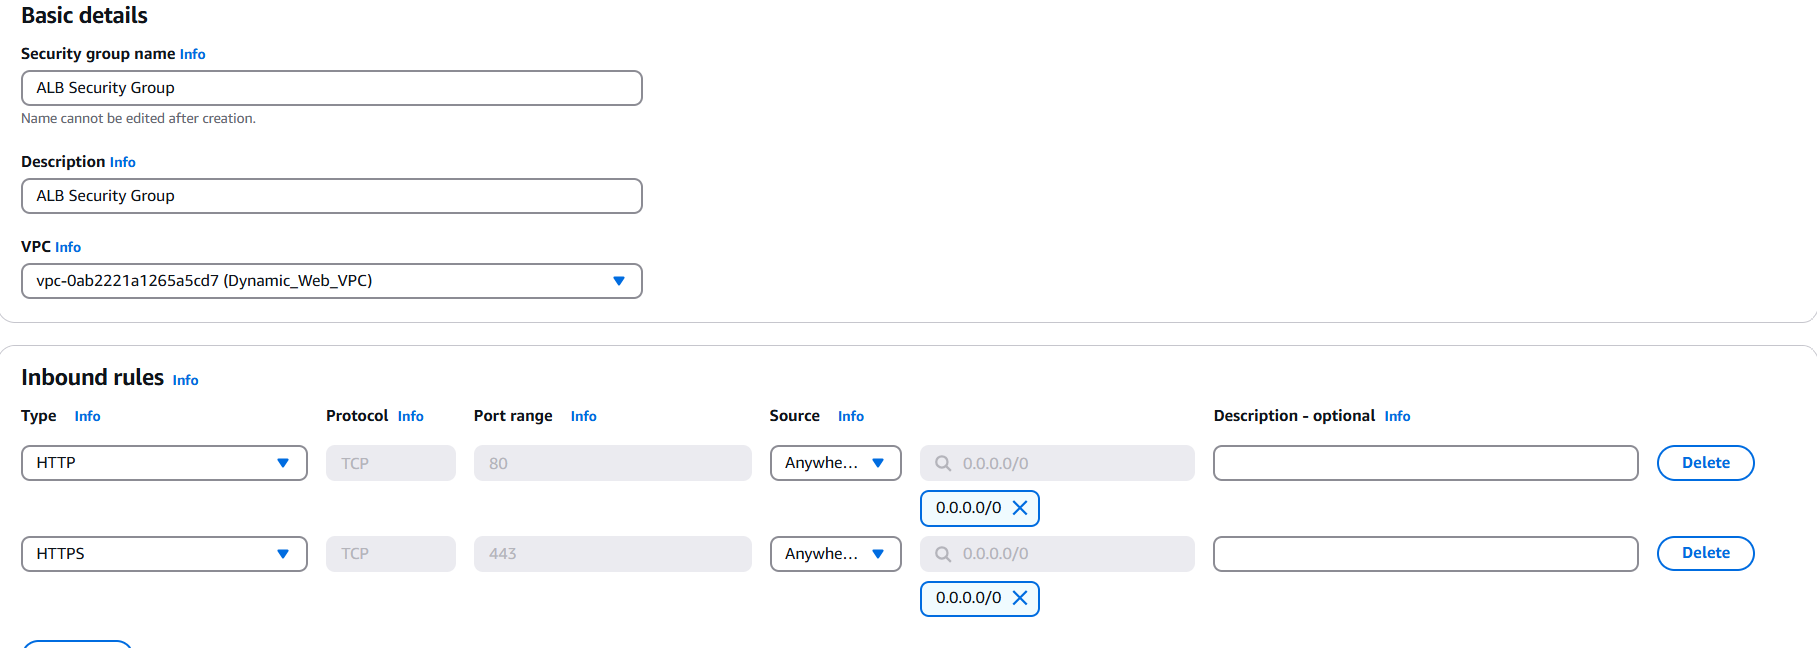 Basic details
Security group name Info
ALB Security Group
Name cannot be edited after creation.
Description Info
ALB Security Group
VPC Info
vpc-0ab2221a1265a5cd7 (Dynamic_Web_VPC)
Inbound rules Info
Type Info Protocol Info Port range Info Source Info Description - optional Info
HTTP TCP 80 Anywhe... 0.0.0.0/0 Delete
0.0.0.0/0
HTTPS TCP 443 Anywhe... 0.0.0.0/0 Delete
0.0.0.0/0